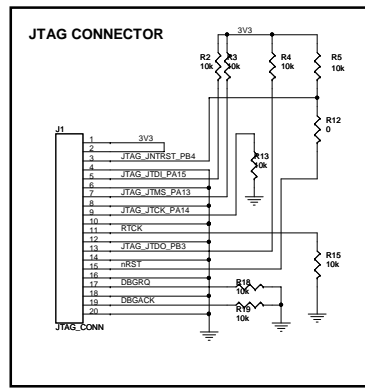 JTAG CONNECTOR
3V3
R2
10k
R3
10k
R4
10k
R5
10k
R12
0
J1
1
3V3
2
3
JTAG_JNTRST_PB4
4
5
JTAG_JTDI_PA15
6
7
JTAG_JTMS_PA13
8
9
JTAG_JTCK_PA14
10
11
RTCK
12
13
JTAG_JTDO_PB3
14
15
nRST
16
17
DBGRQ
18
19
DBGACK
20
JTAG_CONN
R13
10k
R15
10k
R18
10k
R19
10k